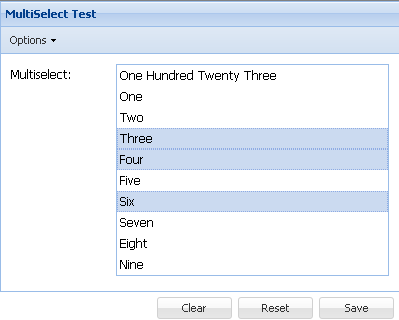 MultiSelect Test
Options
Multiselect:
One Hundred Twenty Three
One
Two
Three
Four
Five
Six
Seven
Eight
Nine
Clear Reset Save